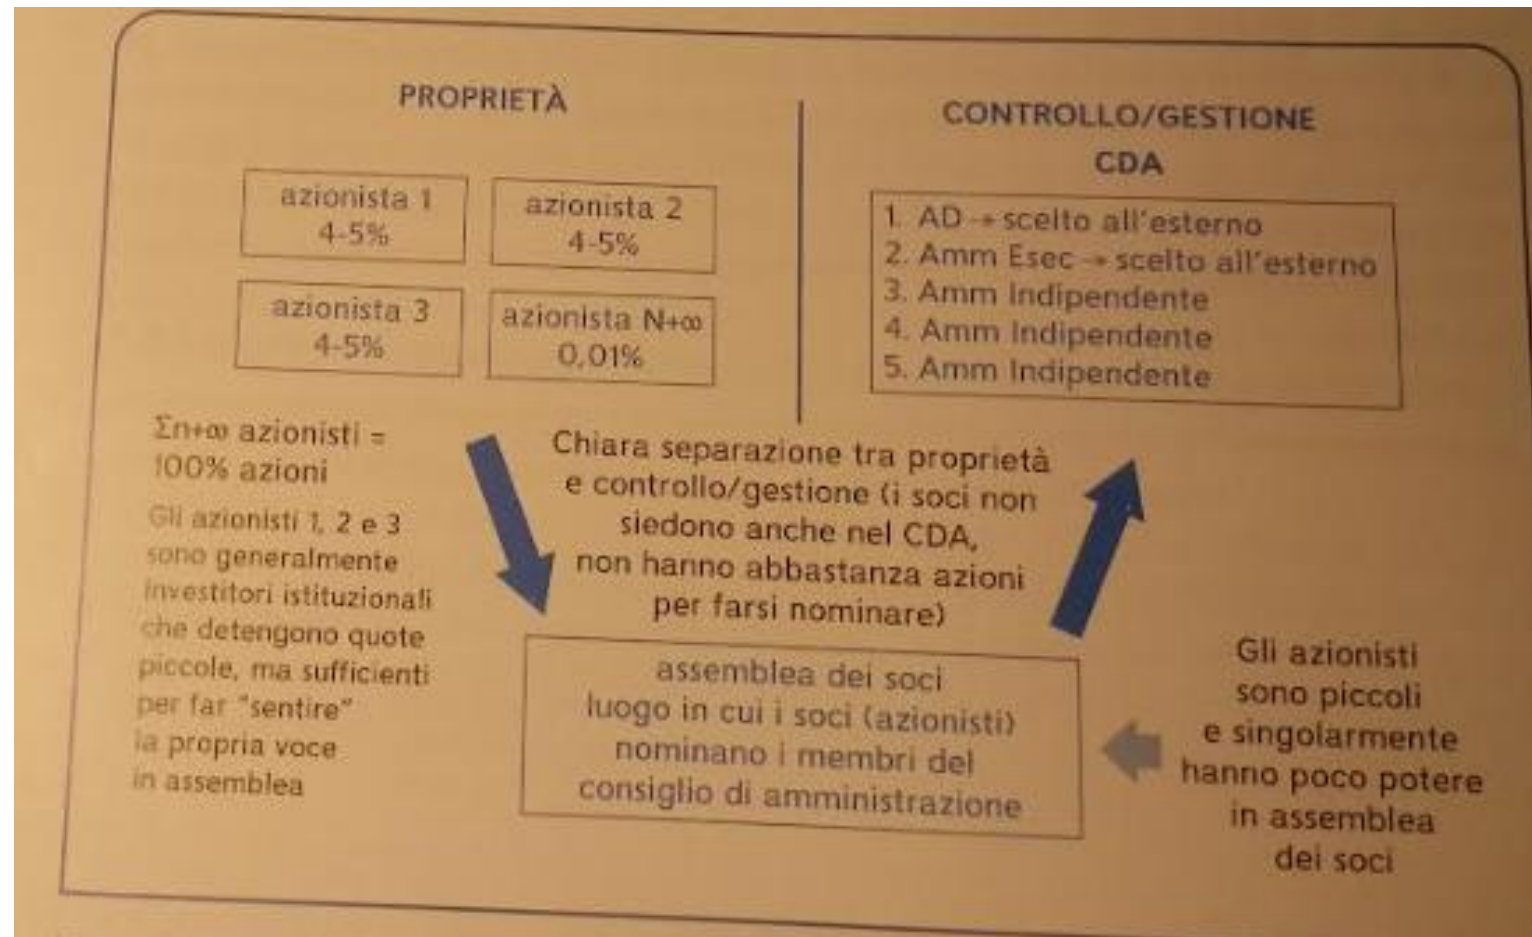 PROPRIETÀ
azionista 1
4-5%
azionista 2
4-5%
azionista 3
4-5%
azionista N+∞
0,01%
CONTROLLO/GESTIONE
CDA
1. AD → scelto all'esterno
2. Amm Esec → scelto all'esterno
3. Amm Indipendente
4. Amm Indipendente
5. Amm Indipendente
Σn+∞ azionisti =
100% azioni
Gli azionisti 1, 2 e 3
sono generalmente
investitori istituzionali
che detengono quote
piccole, ma sufficienti
per far "sentire"
la propria voce
in assemblea
Chiara separazione tra proprietà
e controllo/gestione (i soci non
siedono anche nel CDA,
non hanno abbastanza azioni
per farsi nominare)
assemblea dei soci
luogo in cui i soci (azionisti)
nominano i membri del
consiglio di amministrazione
Gli azionisti
sono piccoli
e singolarmente
hanno poco potere
in assemblea
dei soci